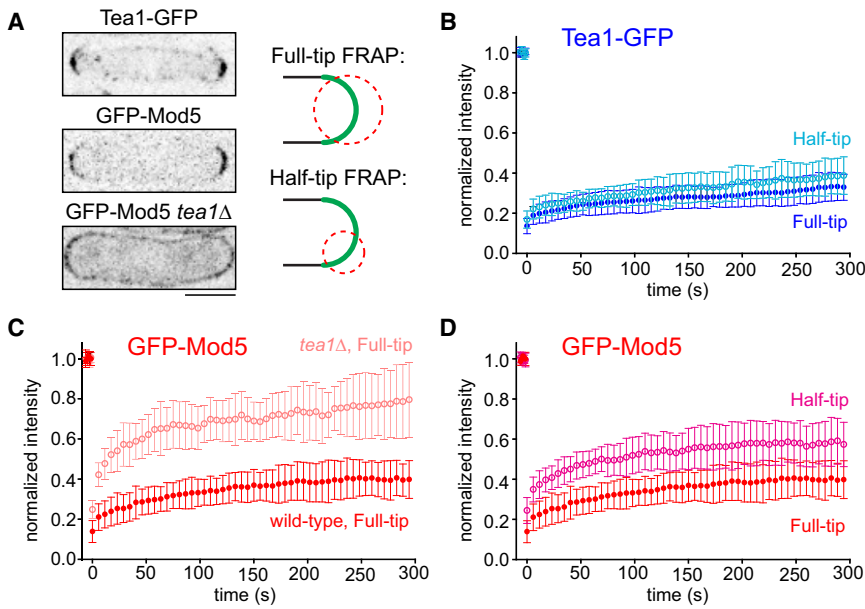 A
Tea1-GFP
GFP-Mod5
GFP-Mod5 tea1Δ
Full-tip FRAP:
Half-tip FRAP:
B
Tea1-GFP
normalized intensity
1.0
0.8
0.6
0.4
0.2
0.0
Half-tip
Full-tip
0 50 100 150 200 250 300
time (s)
C
GFP-Mod5
tea1Δ, Full-tip
normalized intensity
1.0
0.8
0.6
0.4
0.2
0.0
wild-type, Full-tip
0 50 100 150 200 250 300
time (s)
D
GFP-Mod5
normalized intensity
1.0
0.8
0.6
0.4
0.2
0.0
Half-tip
Full-tip
0 50 100 150 200 250 300
time (s)